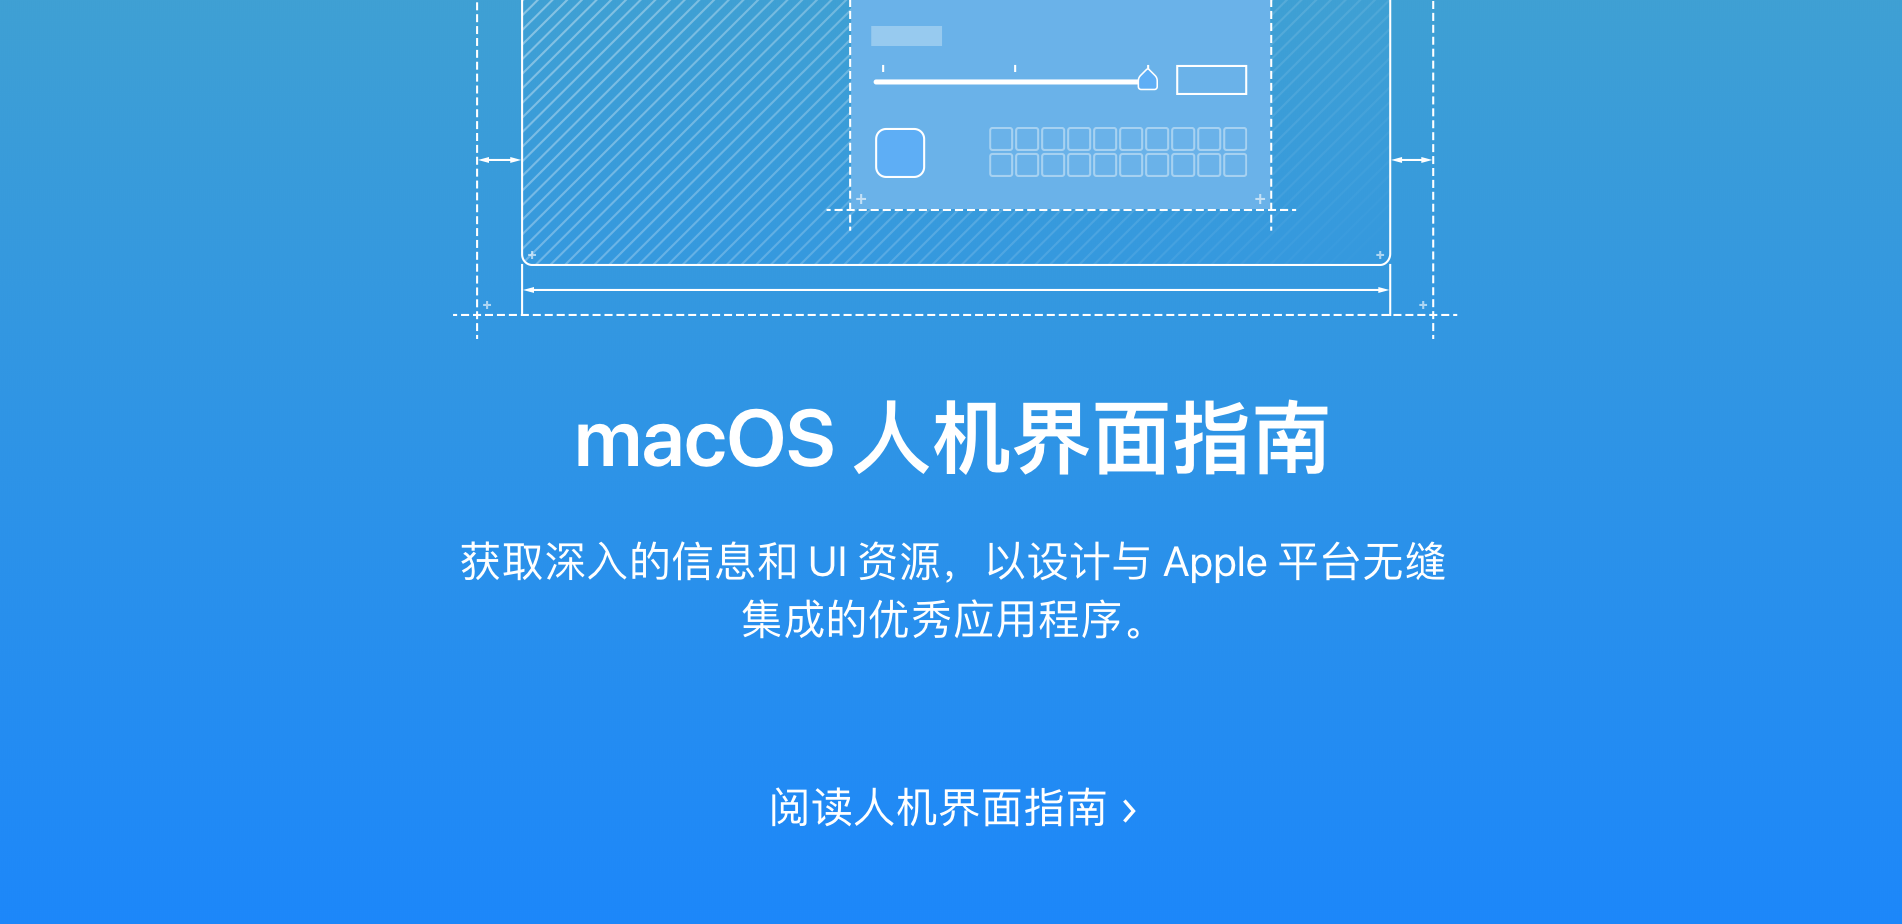 macOS 人机界面指南
获取深入的信息和 UI 资源，以设计与 Apple 平台无缝
集成的优秀应用程序。
阅读人机界面指南 ›